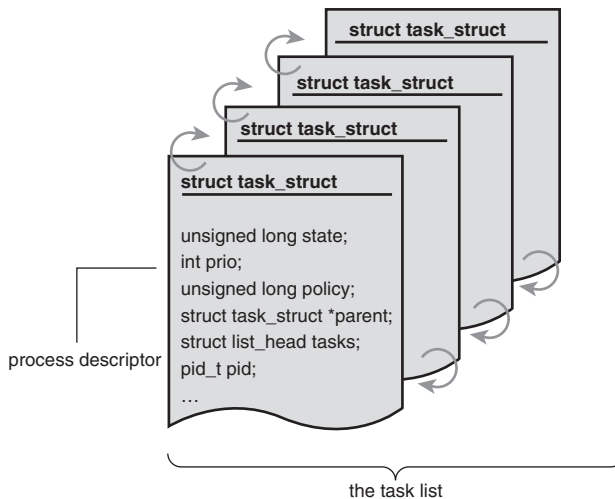 struct task_struct
struct task_struct
struct task_struct
struct task_struct
unsigned long state;
int prio;
unsigned long policy;
struct task_struct *parent;
struct list_head tasks;
pid_t pid;
…
process descriptor
the task list